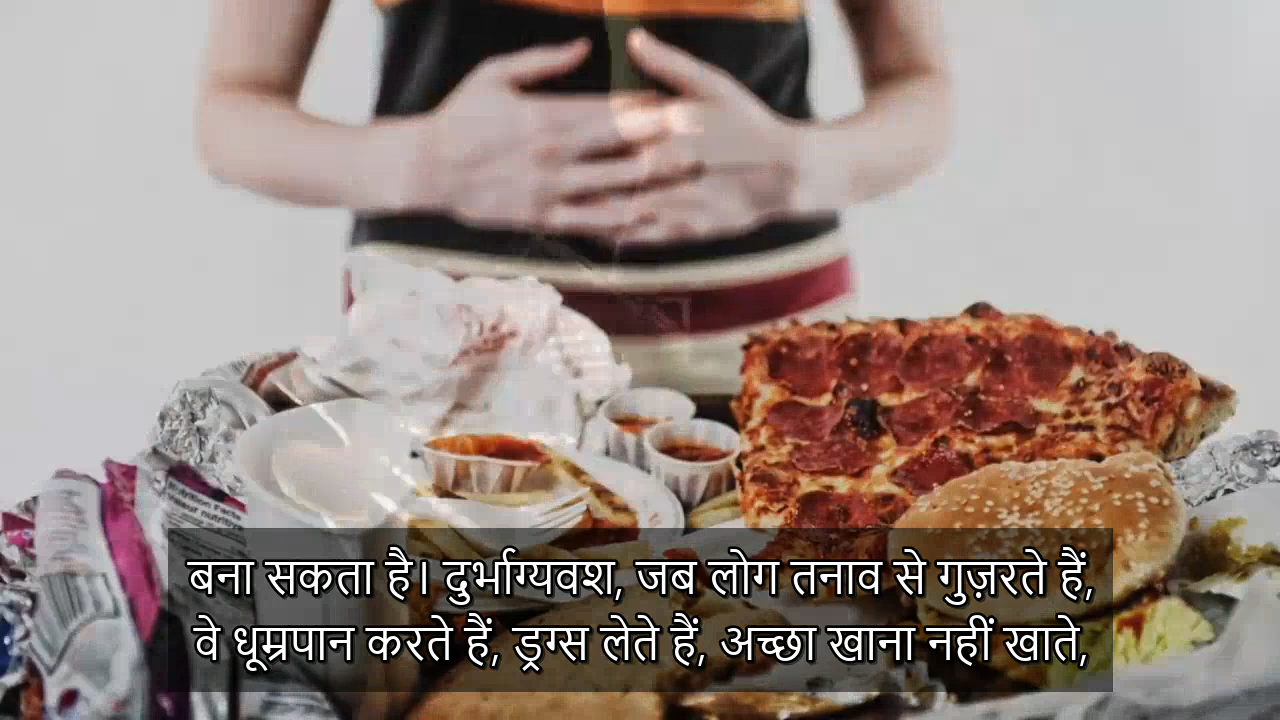 बना सकता है। दुर्भाग्यवश, जब लोग तनाव से गुज़रते हैं,
वे धूम्रपान करते हैं, ड्रग्स लेते हैं, अच्छा खाना नहीं खाते,